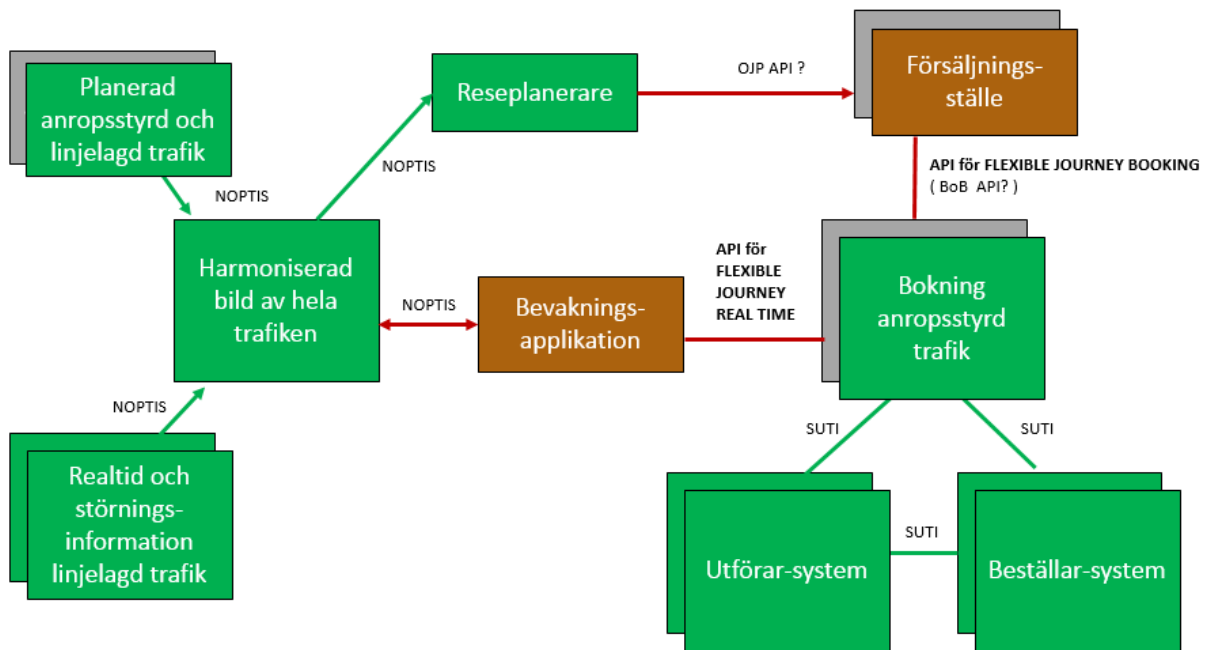 Planerad
anropsstyrd och
linjelagd trafik
NOPTIS
Reseplanerare
OJP API ?
Försäljnings-
ställe
NOPTIS
API för FLEXIBLE JOURNEY BOOKING
( BoB API? )
Harmoniserad
bild av hela
trafiken
NOPTIS
Bevaknings-
applikation
API för
FLEXIBLE
JOURNEY
REAL TIME
Bokning
anropsstyrd
trafik
NOPTIS
Realtid och
störnings-
information
linjelagd trafik
SUTI
SUTI
Utförar-system
SUTI
Beställar-system